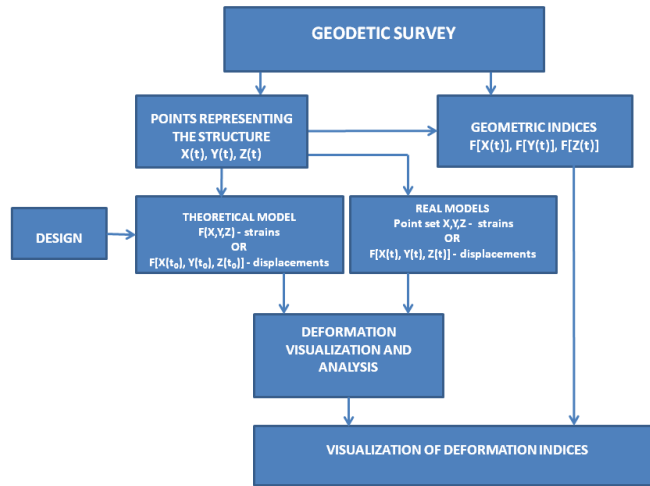 GEODETIC SURVEY
POINTS REPRESENTING
THE STRUCTURE
X(t), Y(t), Z(t)
GEOMETRIC INDICES
F[X(t)], F[Y(t)], F[Z(t)]
DESIGN
THEORETICAL MODEL
F(X,Y,Z) – strains
OR
F[X(t₀), Y(t₀), Z(t₀)] - displacements
REAL MODELS
Point set X,Y,Z - strains
OR
F[X(t), Y(t), Z(t)] - displacements
DEFORMATION
VISUALIZATION AND
ANALYSIS
VISUALIZATION OF DEFORMATION INDICES